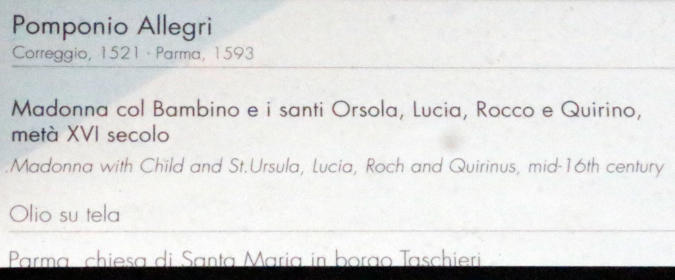 Pomponio Allegri
Correggio, 1521 - Parma, 1593
Madonna col Bambino e i santi Orsola, Lucia, Rocco e Quirino,
metà XVI secolo
Madonna with Child and St.Ursula, Lucia, Roch and Quirinus, mid-16th century
Olio su tela
Parma, chiesa di Santa Maria in borgo Taschieri